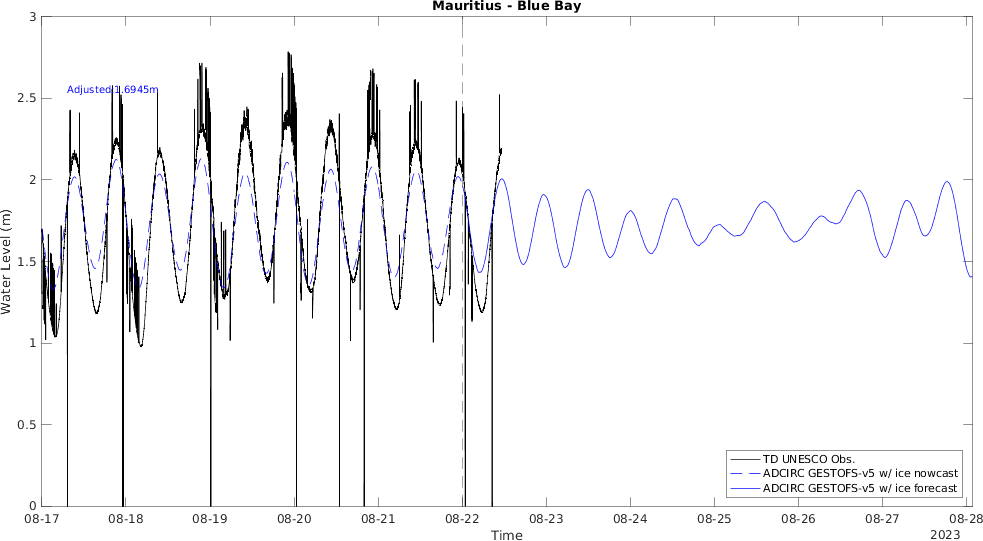 Mauritius - Blue Bay
Water Level (m)
3
2.5
2
1.5
1
0.5
0
Adjusted 1.6945m
TD UNESCO Obs.
ADCIRC GESTOFS-v5 w/ ice nowcast
ADCIRC GESTOFS-v5 w/ ice forecast
08-17 08-18 08-19 08-20 08-21 08-22 08-23 08-24 08-25 08-26 08-27 08-28
Time
2023